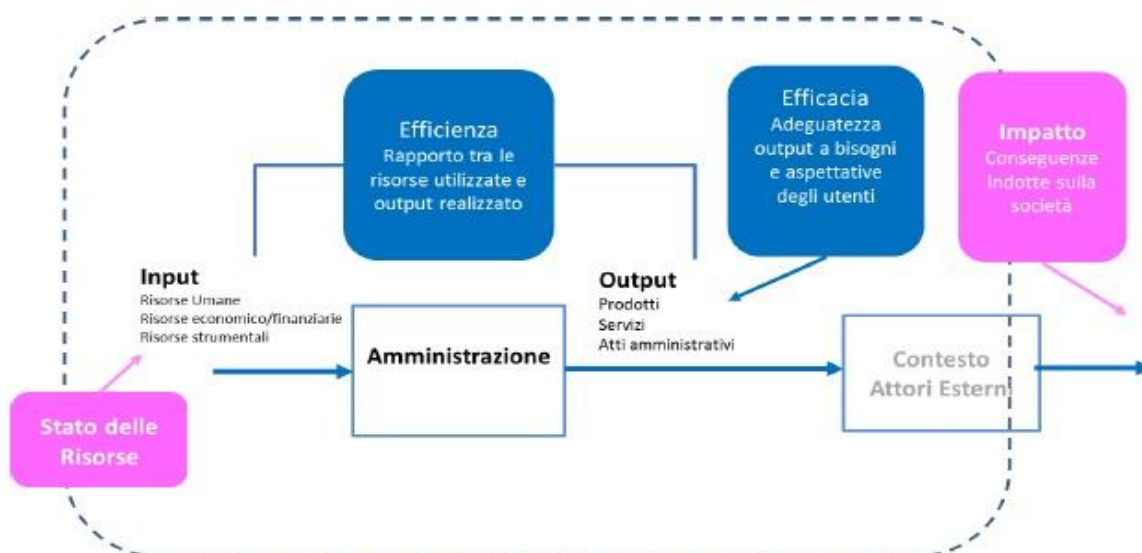 Efficienza
Rapporto tra le
risorse utilizzate e
output realizzato
Efficacia
Adeguatezza
output a bisogni
e aspettative
degli utenti
Impatto
Conseguenze
indotte sulla
società
Input
Risorse Umane
Risorse economico/finanziarie
Risorse strumentali
Output
Prodotti
Servizi
Atti amministrativi
Amministrazione
Contesto
Attori Esterni
Stato delle
Risorse